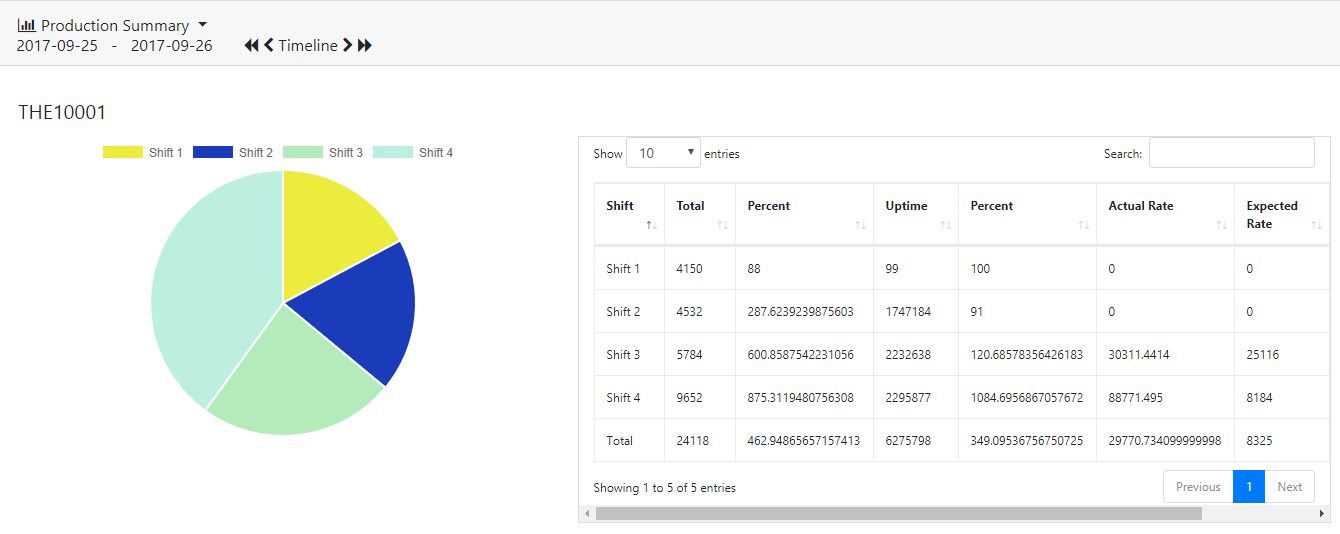 Production Summary
2017-09-25 - 2017-09-26 Timeline
THE10001
Shift 1 Shift 2 Shift 3 Shift 4
Show 10 entries Search:
Shift Total Percent Uptime Percent Actual Rate Expected Rate
Shift 1 4150 88 99 100 0 0
Shift 2 4532 287.6239239875603 1747184 91 0 0
Shift 3 5784 600.8587542231056 2232638 120.68578356426183 30311.4414 25116
Shift 4 9652 875.3119480756308 2295877 1084.6956867057672 88771.495 8184
Total 24118 462.94865657157413 6275798 349.09536756750725 29770.734099999998 8325
Showing 1 to 5 of 5 entries Previous 1 Next